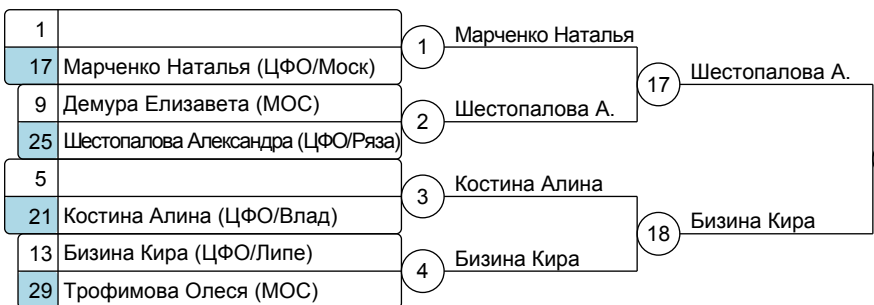 1
17 Марченко Наталья (ЦФО/Моск)
9 Демура Елизавета (МОС)
25 Шестопалова Александра (ЦФО/Ряза)
5
21 Костина Алина (ЦФО/Влад)
13 Бизина Кира (ЦФО/Липе)
29 Трофимова Олеся (МОС)
1 Марченко Наталья
2 Шестопалова А.
3 Костина Алина
4 Бизина Кира
17 Шестопалова А.
18 Бизина Кира